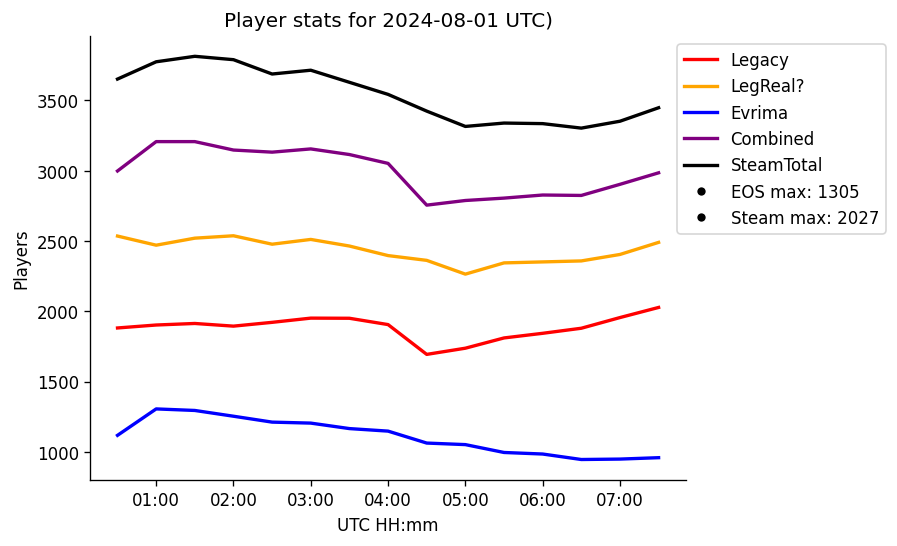 Player stats for 2024-08-01 UTC)
Legacy
LegReal?
Evrima
Combined
SteamTotal
EOS max: 1305
Steam max: 2027
Players
3500
3000
2500
2000
1500
1000
01:00 02:00 03:00 04:00 05:00 06:00 07:00
UTC HH:mm